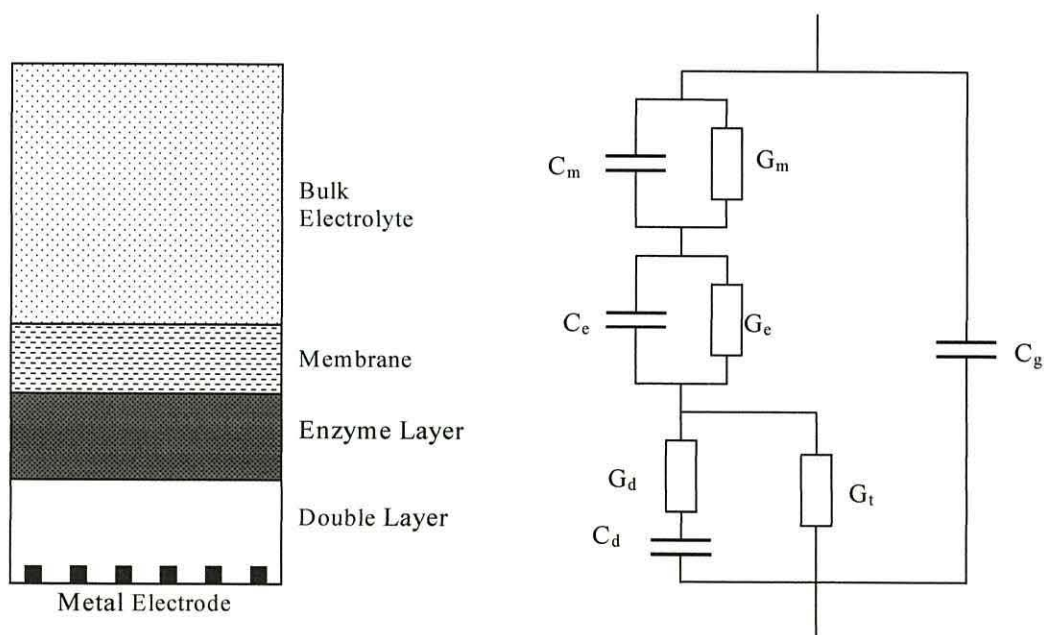 Bulk
Electrolyte
Membrane
Enzyme Layer
Double Layer
Metal Electrode
Cm
Gm
Ce
Ge
Cg
Gd
Gt
Cd